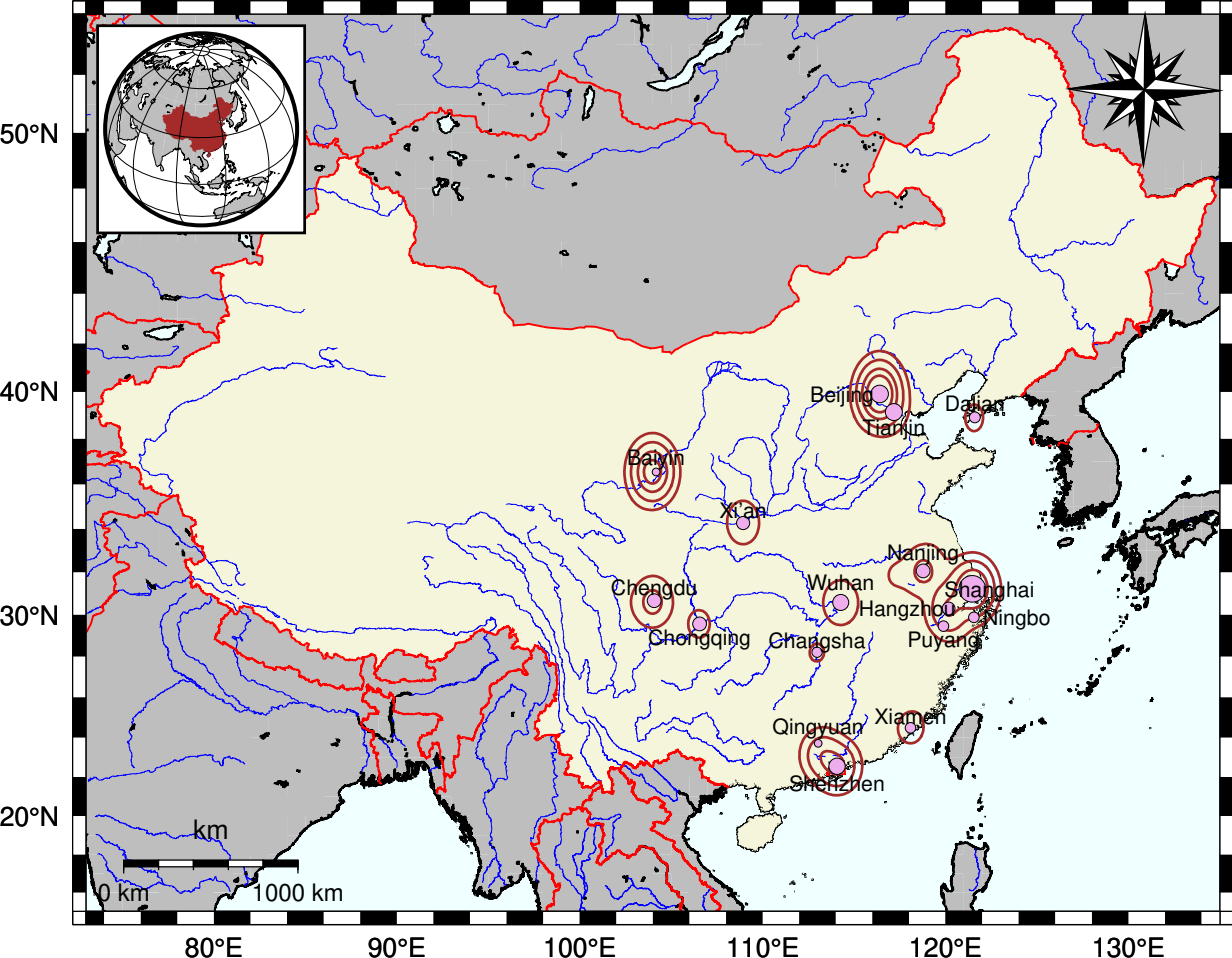 50°N
40°N
30°N
20°N
Beijing
Tianjin
Dalian
Baiyin
Xi'an
Nanjing
Shanghai
Chengdu
Wuhan
Hangzhou
Ningbo
Chongqing
Changsha
Puyang
Xiamen
Qingyuan
Shenzhen
km
0 km 1000 km
80°E 90°E 100°E 110°E 120°E 130°E